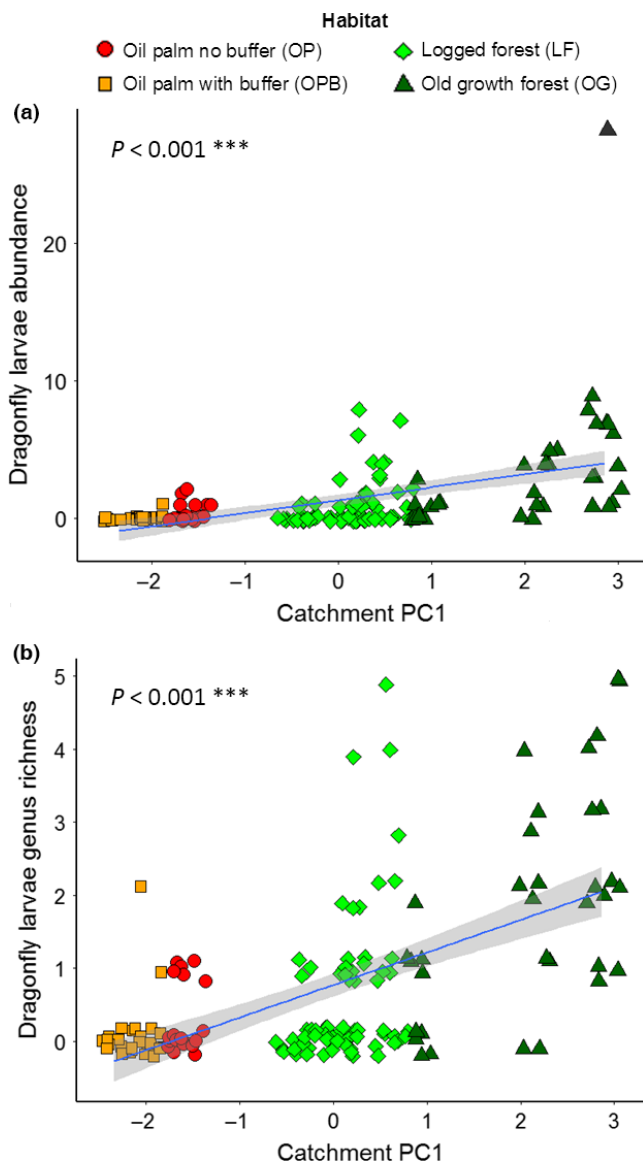 Habitat
Oil palm no buffer (OP) Logged forest (LF)
Oil palm with buffer (OPB) Old growth forest (OG)
(a)
P < 0.001 ***
Dragonfly larvae abundance
20
10
0
–2 –1 0 1 2 3
Catchment PC1
(b)
P < 0.001 ***
Dragonfly larvae genus richness
5
4
3
2
1
0
–2 –1 0 1 2 3
Catchment PC1